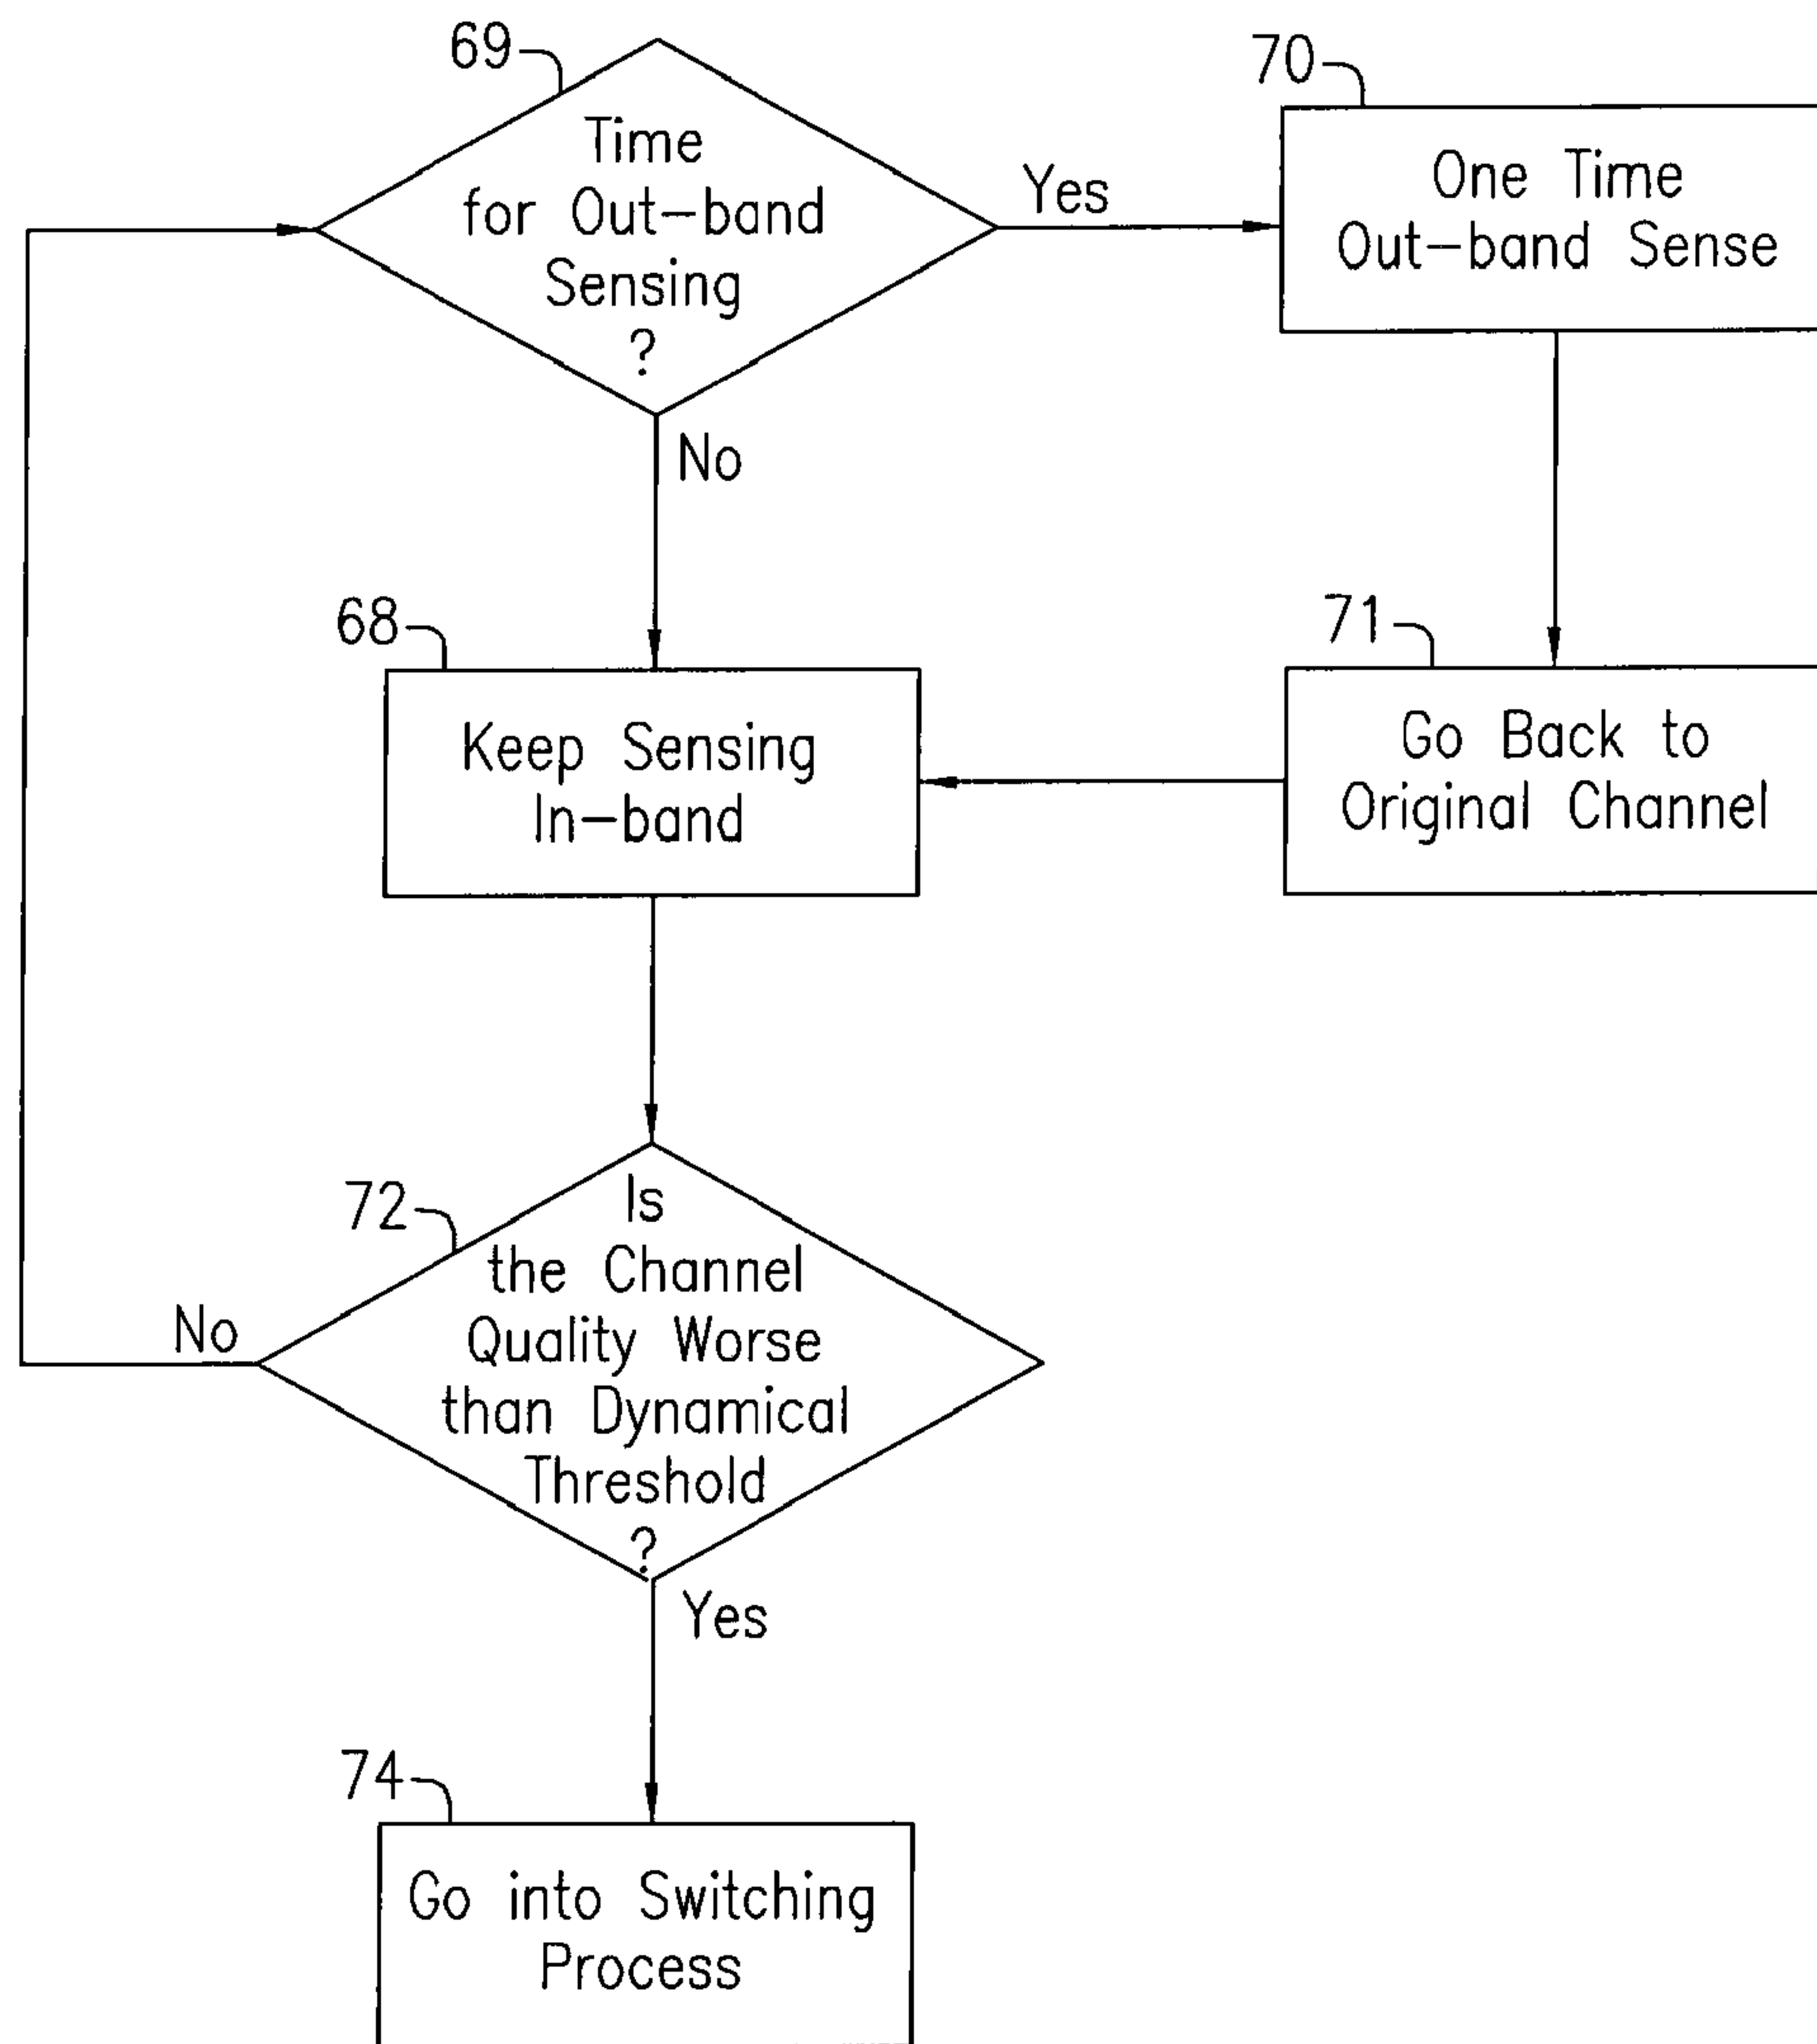 69
Time
for Out-band
Sensing
?
Yes
70
One Time
Out-band Sense
No
68
Keep Sensing
In-band
71
Go Back to
Original Channel
72
Is
the Channel
Quality Worse
than Dynamical
Threshold
?
No
Yes
74
Go into Switching
Process